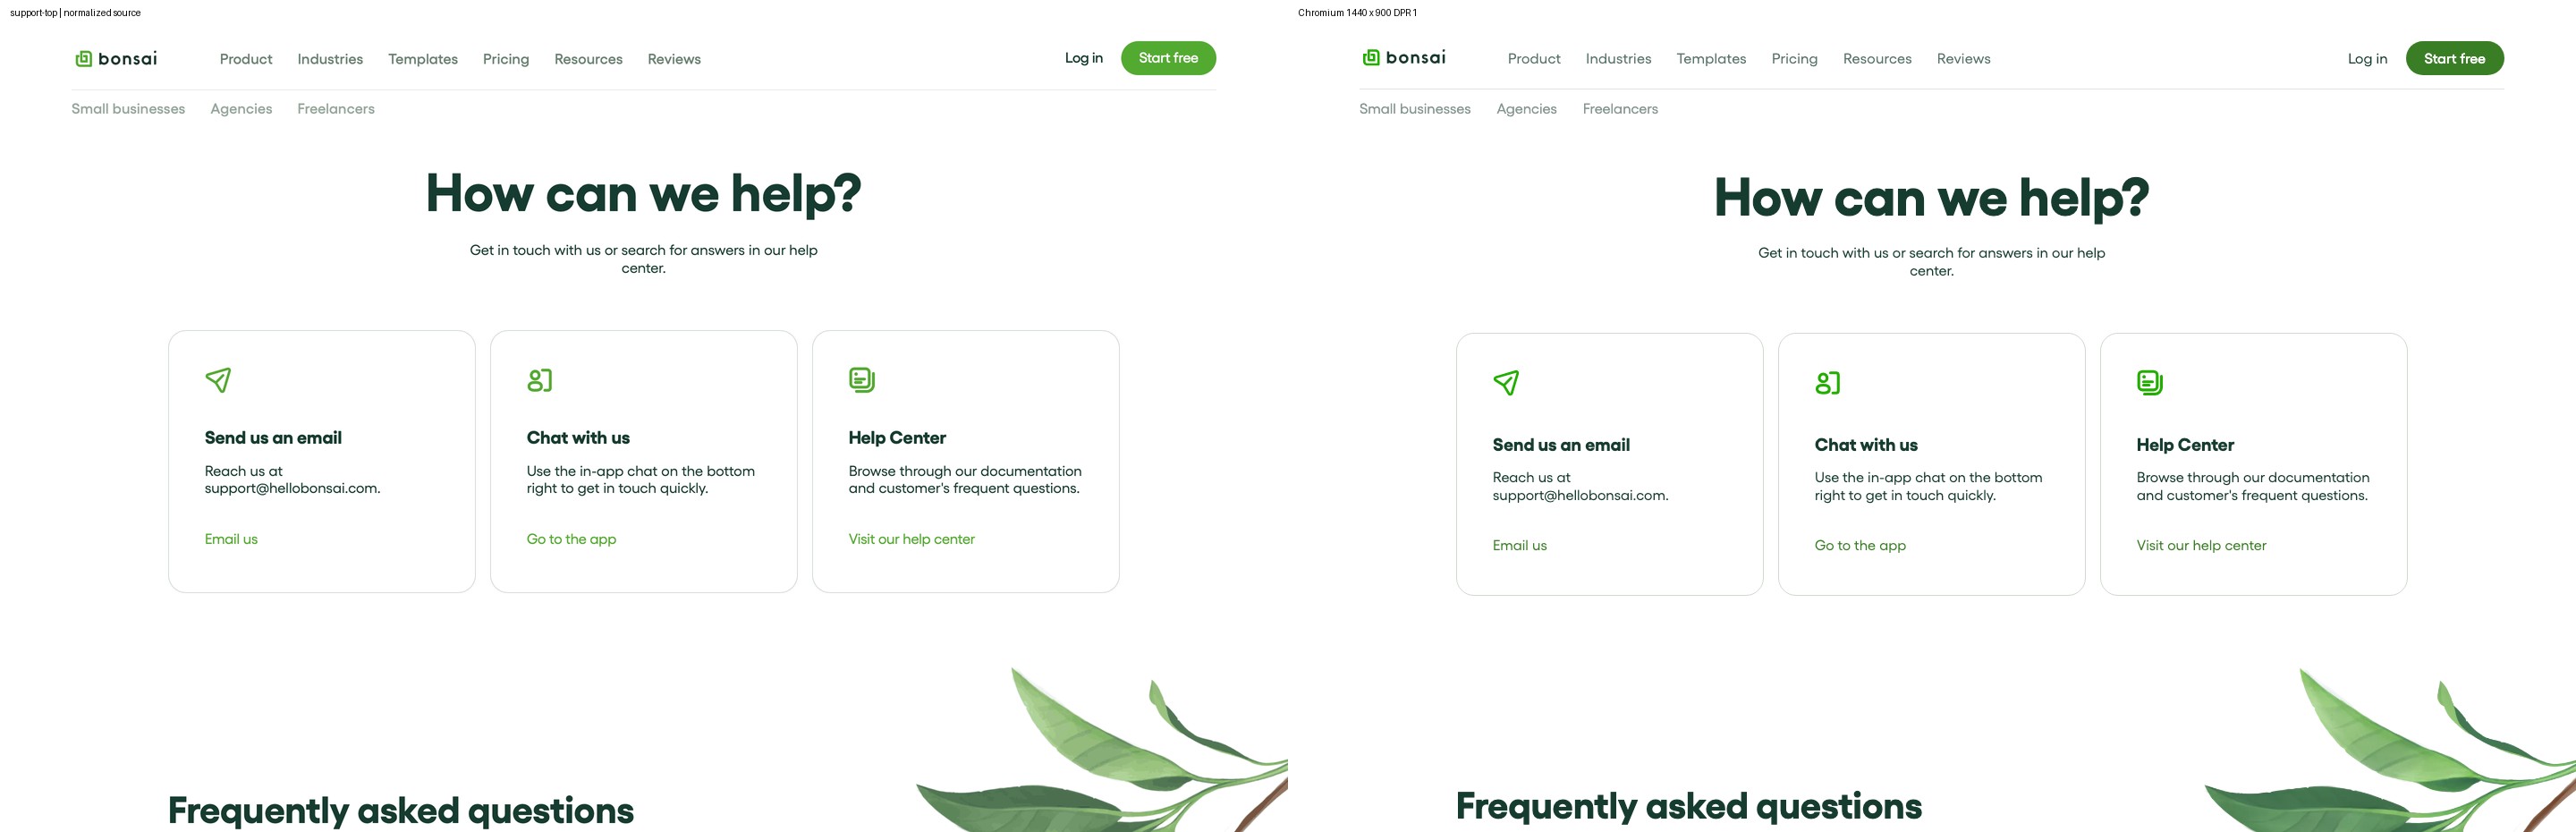 support-top | normalized source
bonsai Product Industries Templates Pricing Resources Reviews Log in Start free
Small businesses Agencies Freelancers
How can we help?
Get in touch with us or search for answers in our help
center.
Send us an email
Reach us at
support@hellobonsai.com.
Email us
Chat with us
Use the in-app chat on the bottom
right to get in touch quickly.
Go to the app
Help Center
Browse through our documentation
and customer's frequent questions.
Visit our help center
Frequently asked questions
Chromium 1440 x 900 DPR 1
bonsai Product Industries Templates Pricing Resources Reviews Log in Start free
Small businesses Agencies Freelancers
How can we help?
Get in touch with us or search for answers in our help
center.
Send us an email
Reach us at
support@hellobonsai.com.
Email us
Chat with us
Use the in-app chat on the bottom
right to get in touch quickly.
Go to the app
Help Center
Browse through our documentation
and customer's frequent questions.
Visit our help center
Frequently asked questions